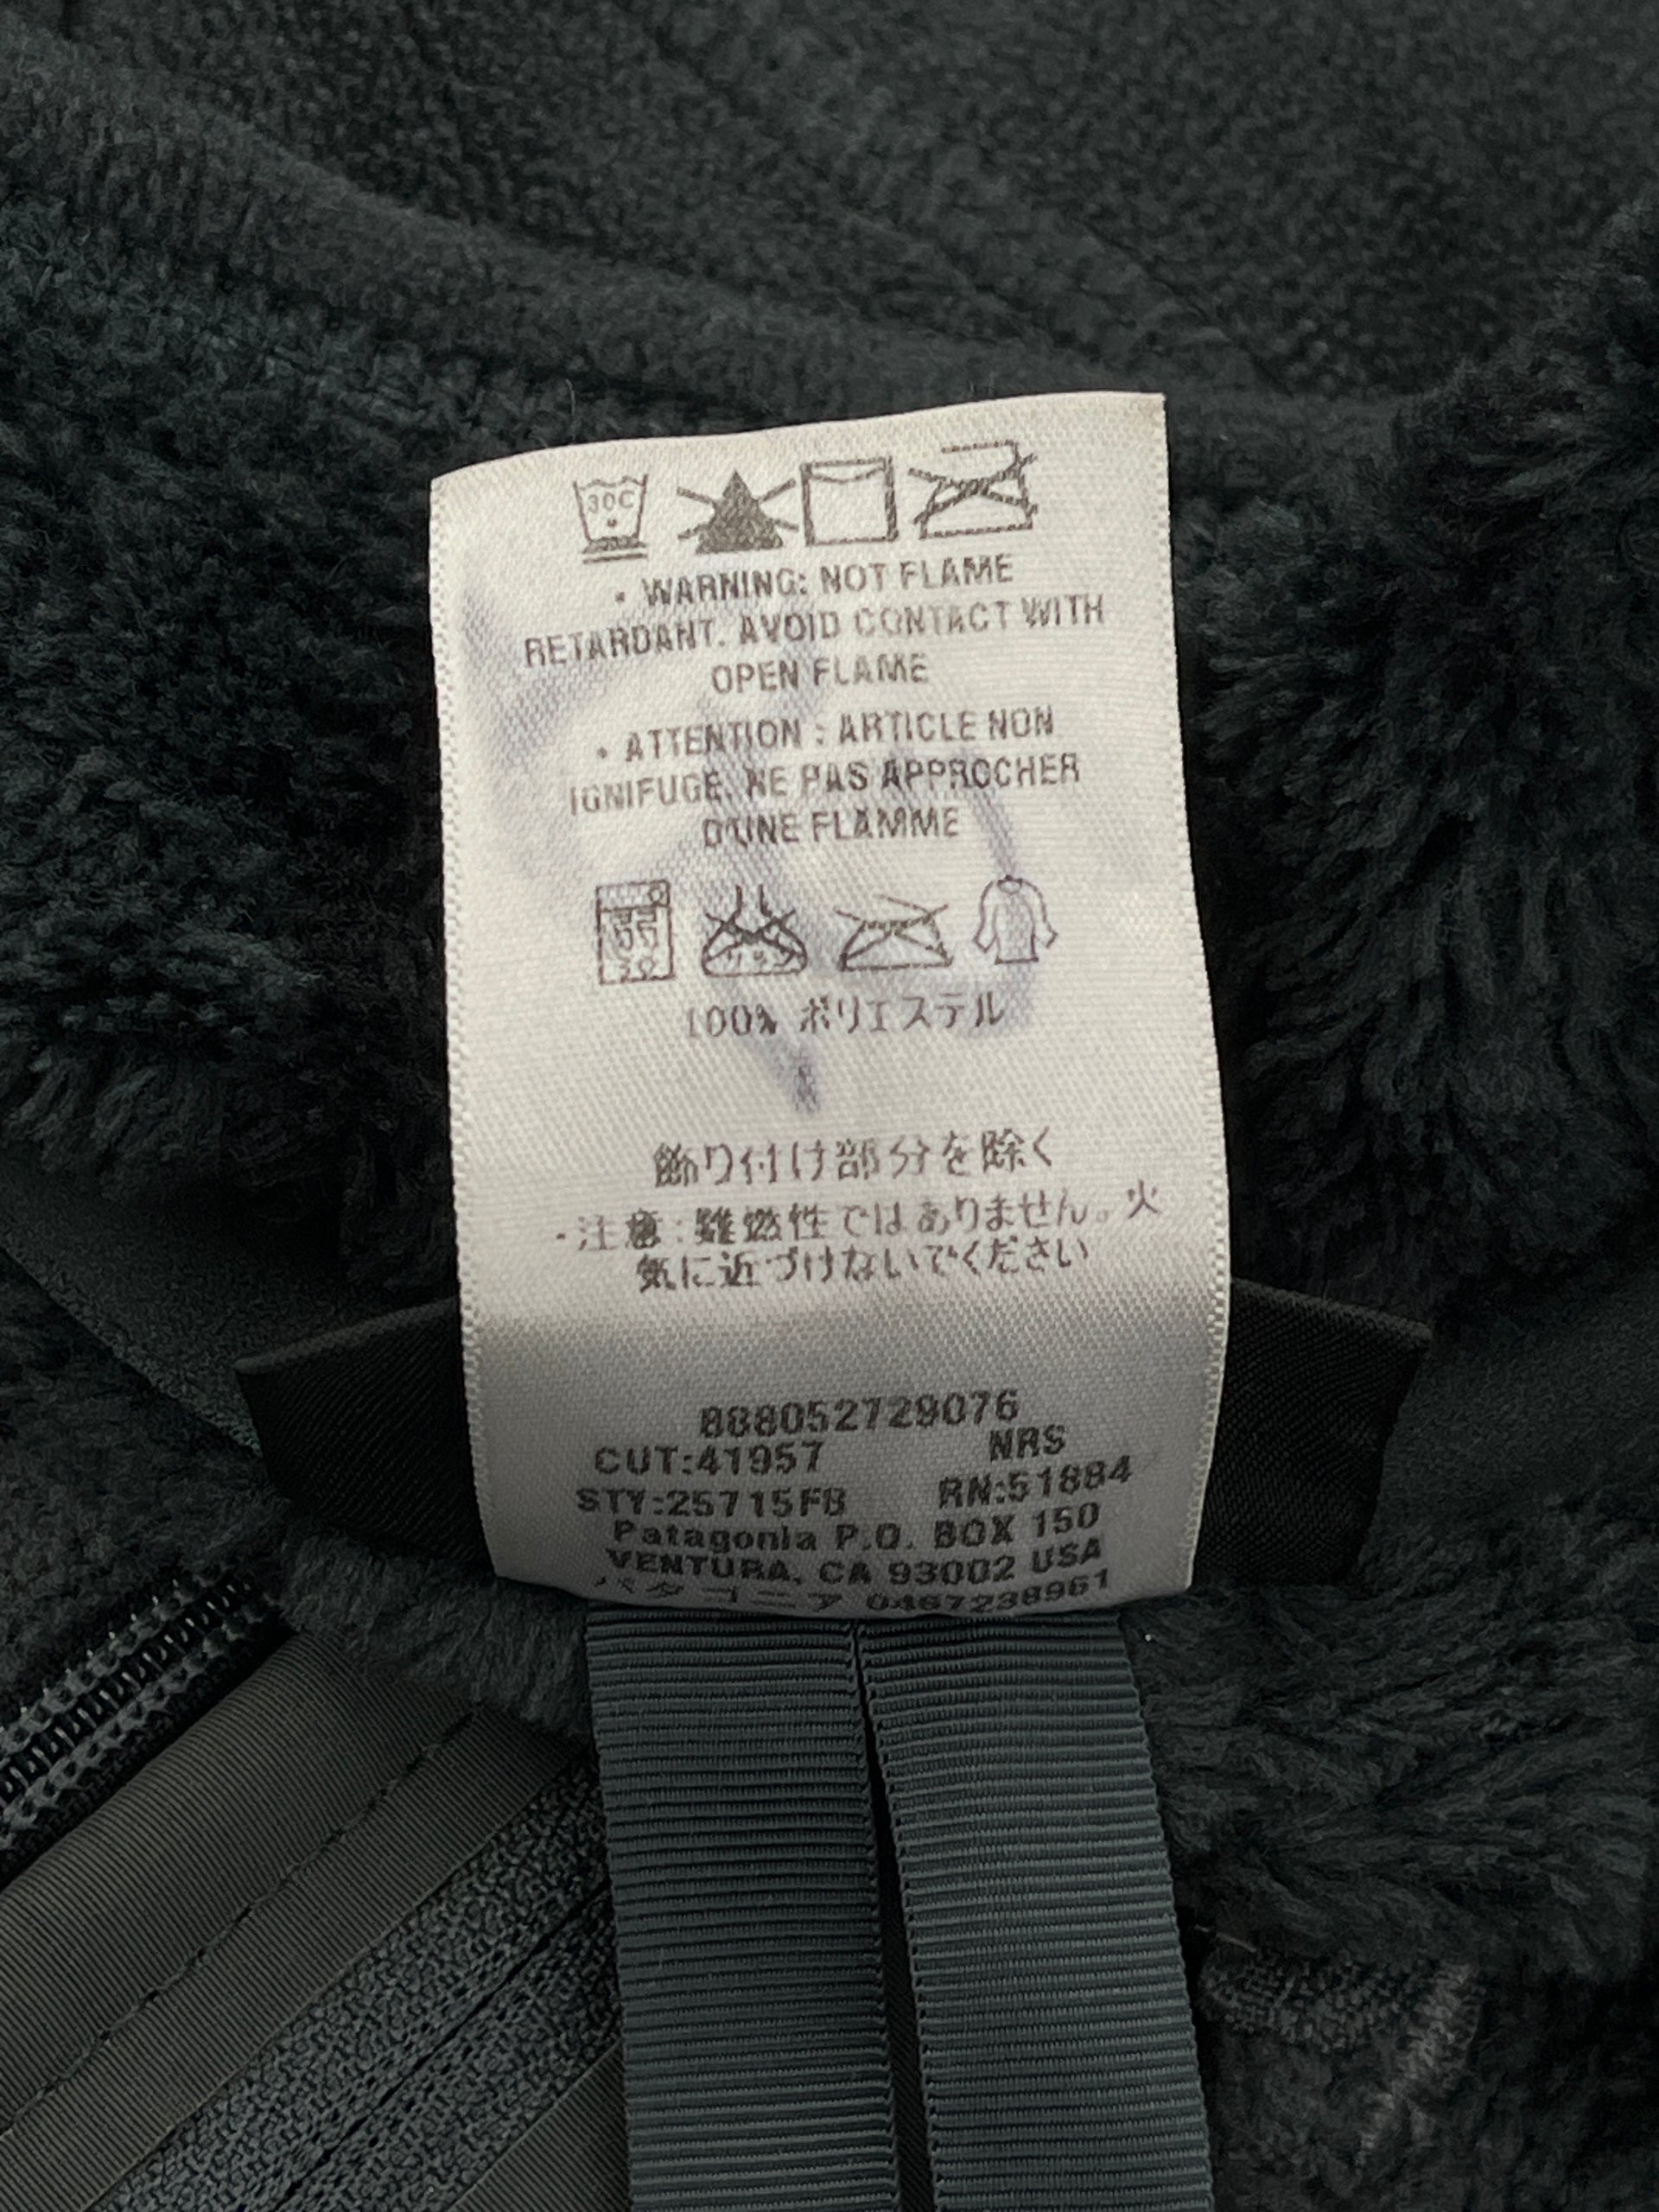 30C
• WARNING: NOT FLAME
RETARDANT. AVOID CONTACT WITH
OPEN FLAME
• ATTENTION : ARTICLE NON
IGNIFUGE. NE PAS APPROCHER
D'UNE FLAMME
弱
30
100% ポリエステル
飾り付け部分を除く
・注意：難燃性ではありません。火
気に近づけないでください
888052729076
CUT:41957 NRS
STY:25715FB RN:51884
Patagonia P.O. BOX 150
VENTURA, CA 93002 USA
パタゴニア 0467238961